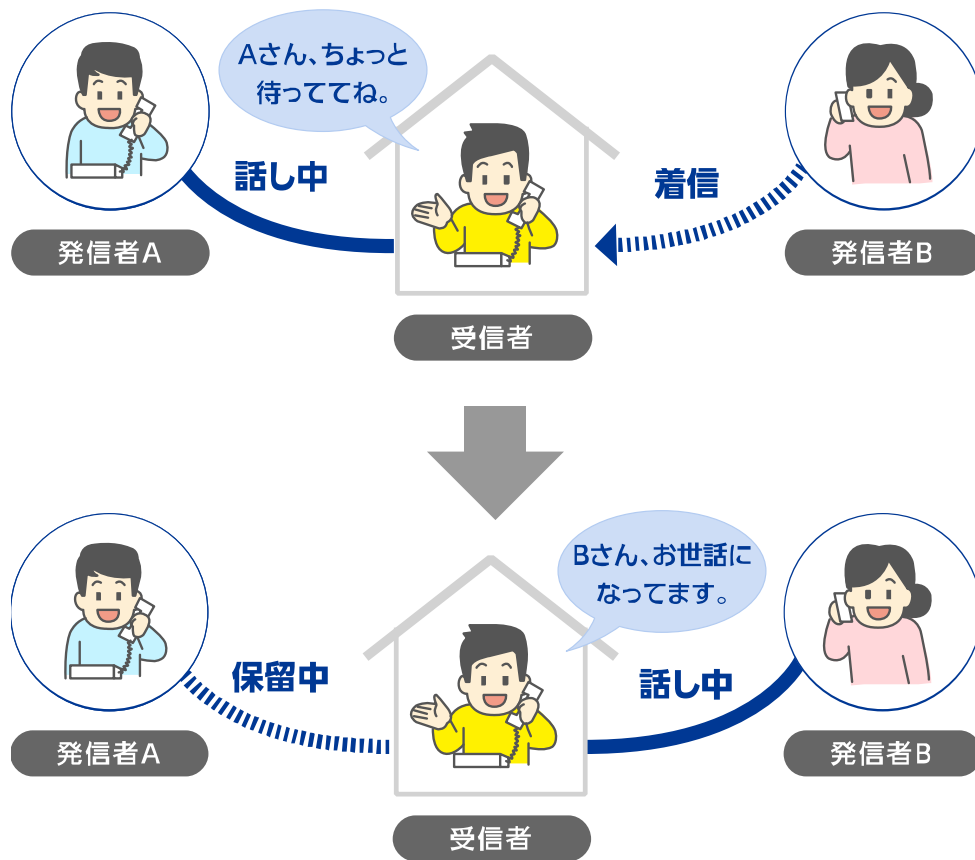 Aさん、ちょっと
待っててね。
話し中
着信
発信者A
発信者B
受信者
Bさん、お世話に
なってます。
保留中
話し中
発信者A
発信者B
受信者